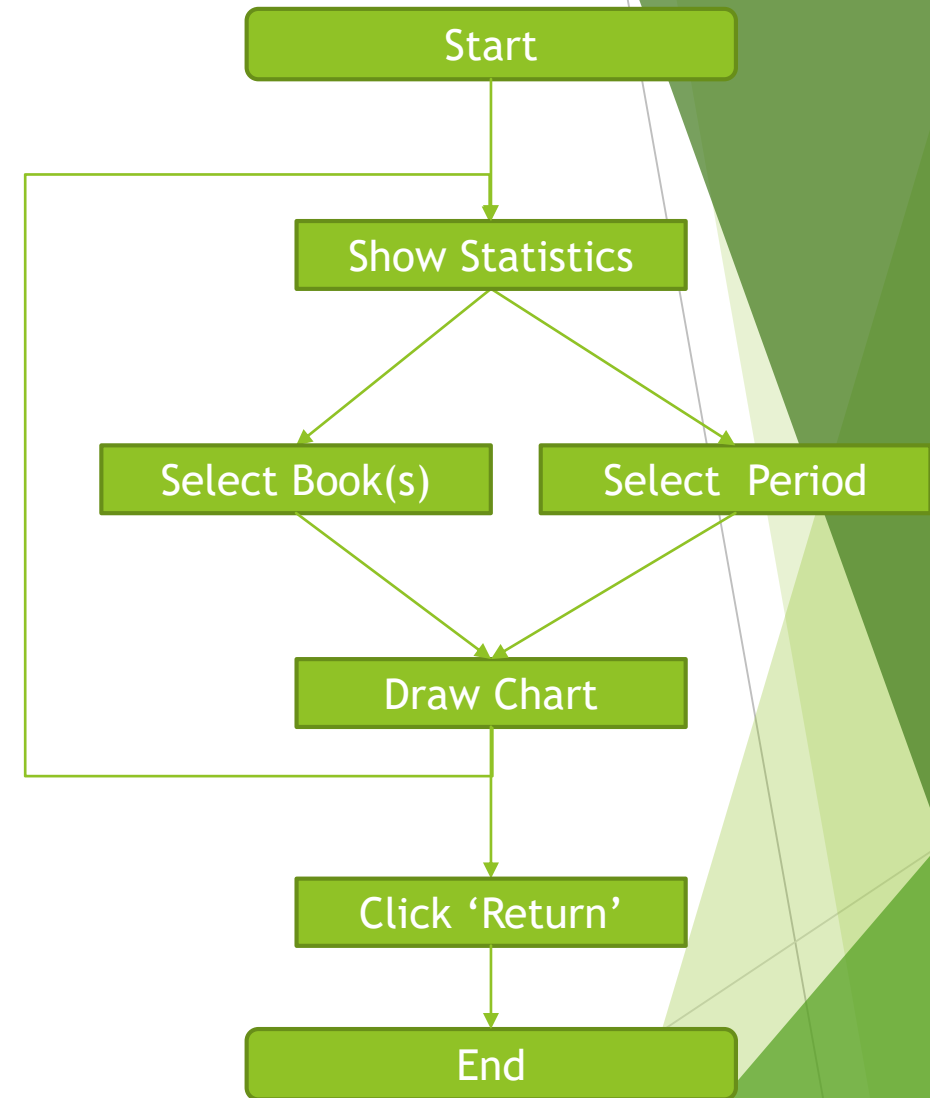 Start
Show Statistics
Select Book(s)
Select  Period
Draw Chart
Click ‘Return’
End